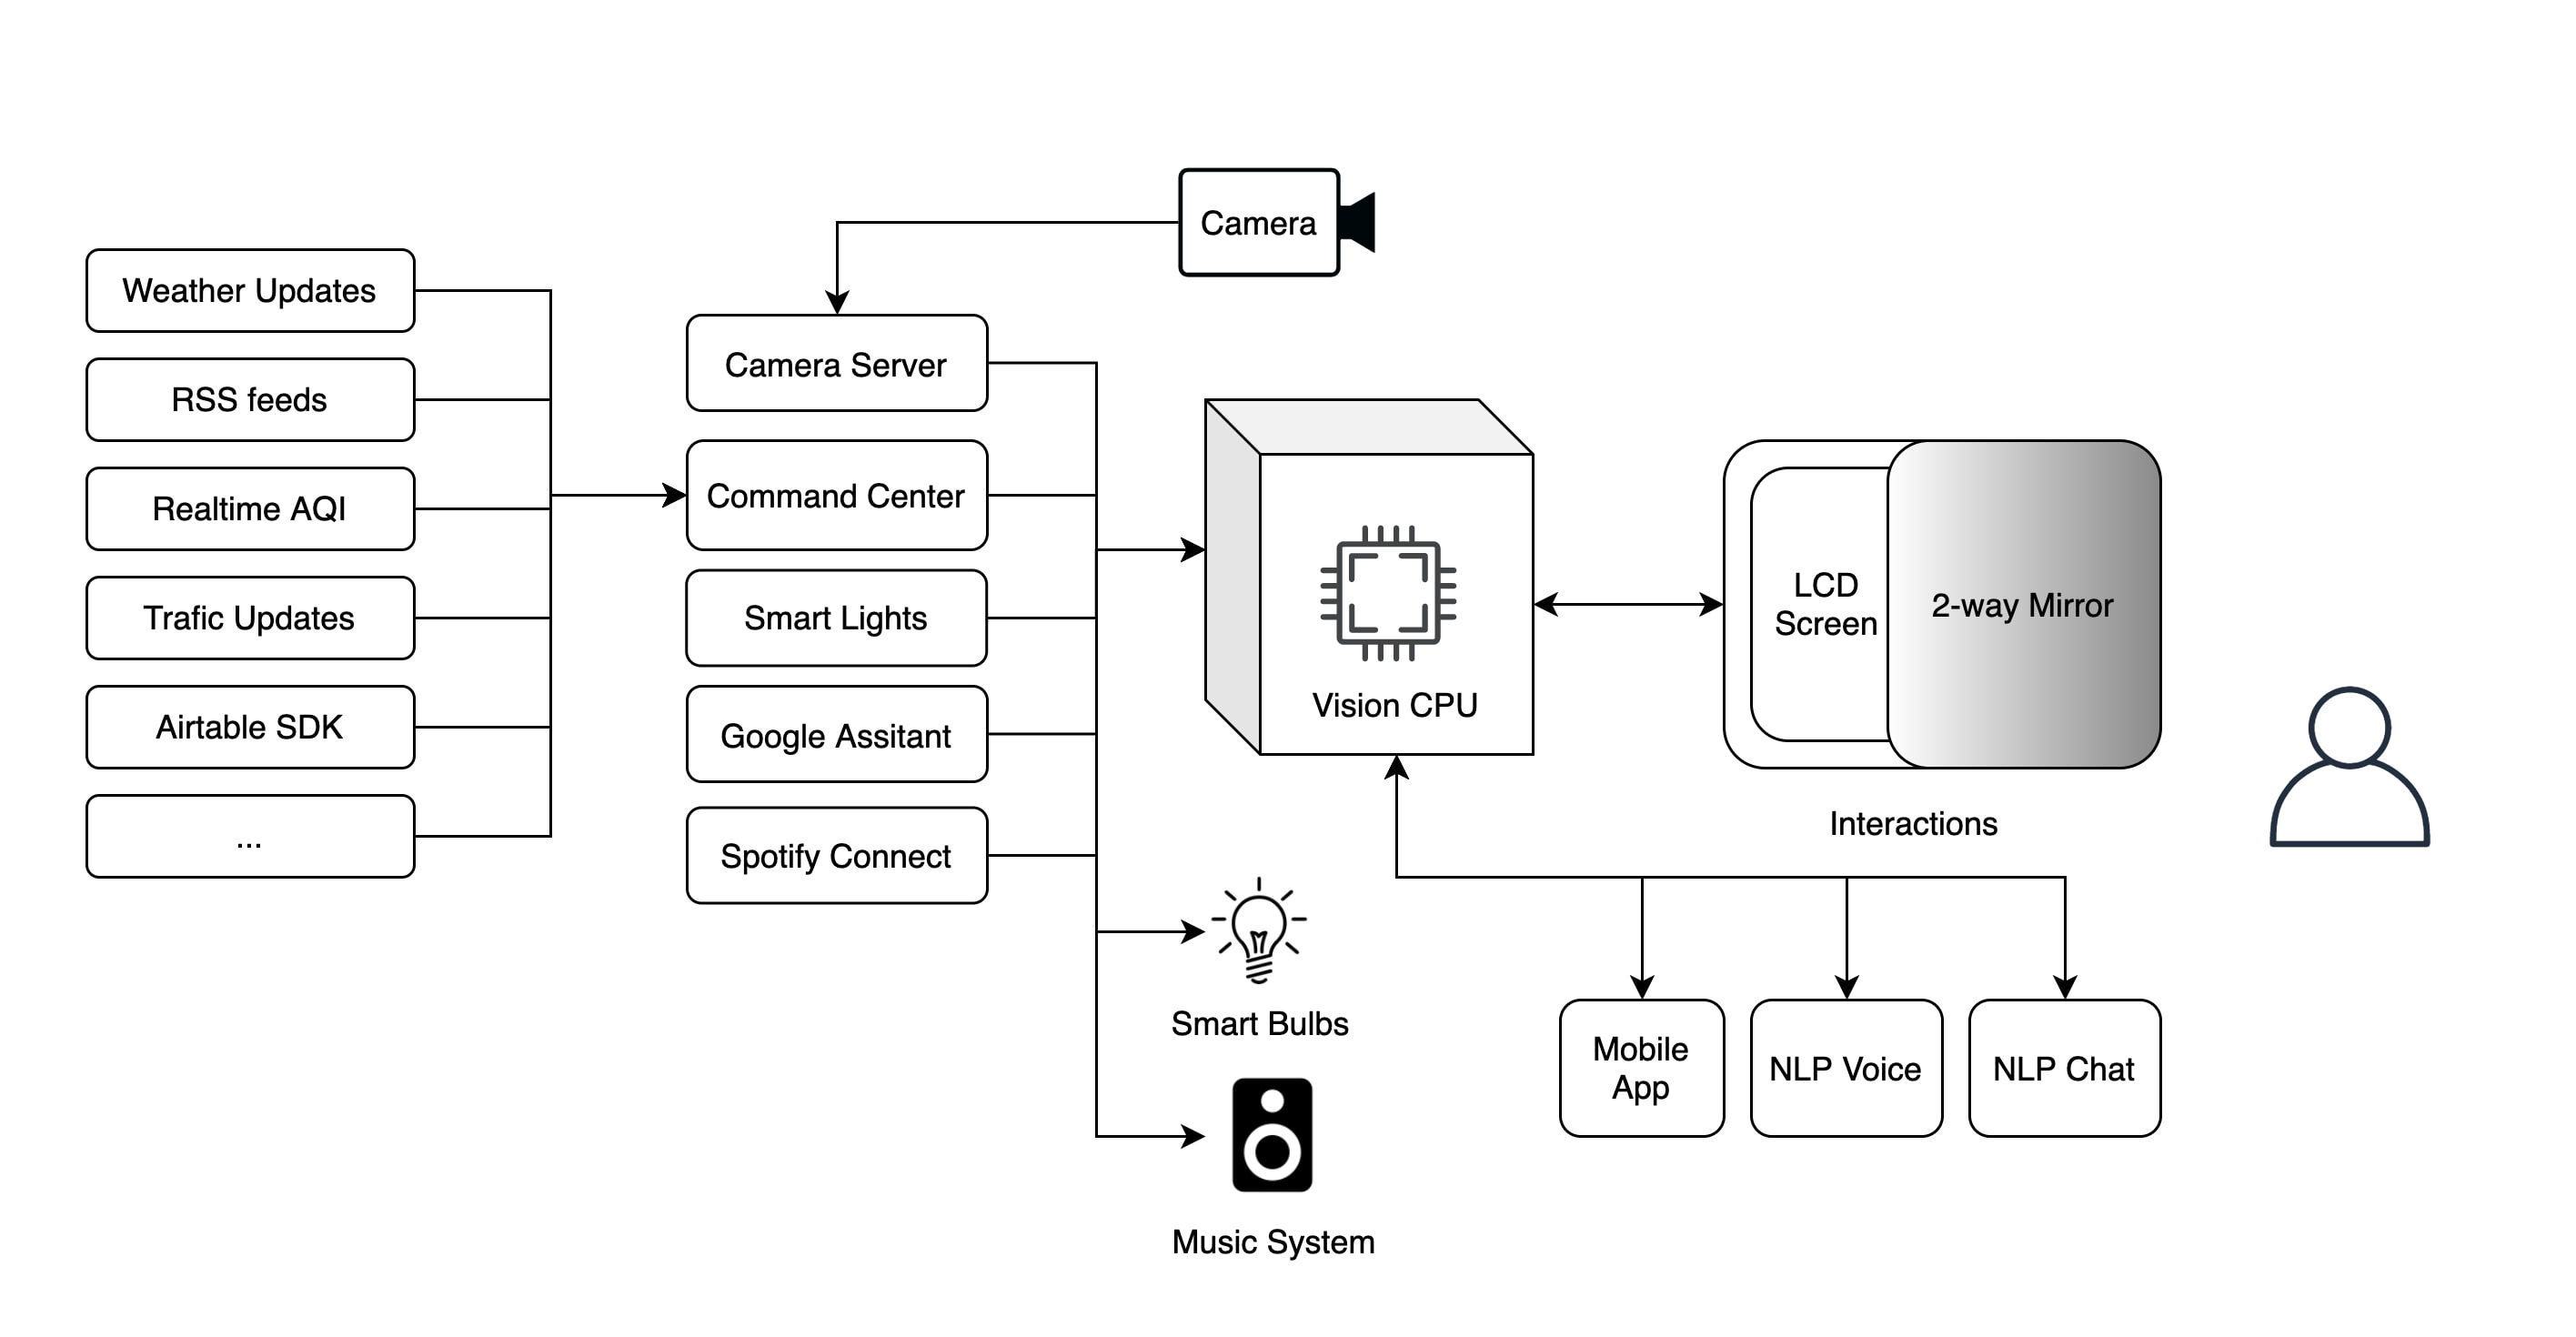 Camera
Weather Updates
RSS feeds
Realtime AQI
Trafic Updates
Airtable SDK
...
Camera Server
Command Center
Smart Lights
Google Assitant
Spotify Connect
Vision CPU
LCD
Screen
2-way Mirror
Interactions
Smart Bulbs
Music System
Mobile
App
NLP Voice
NLP Chat